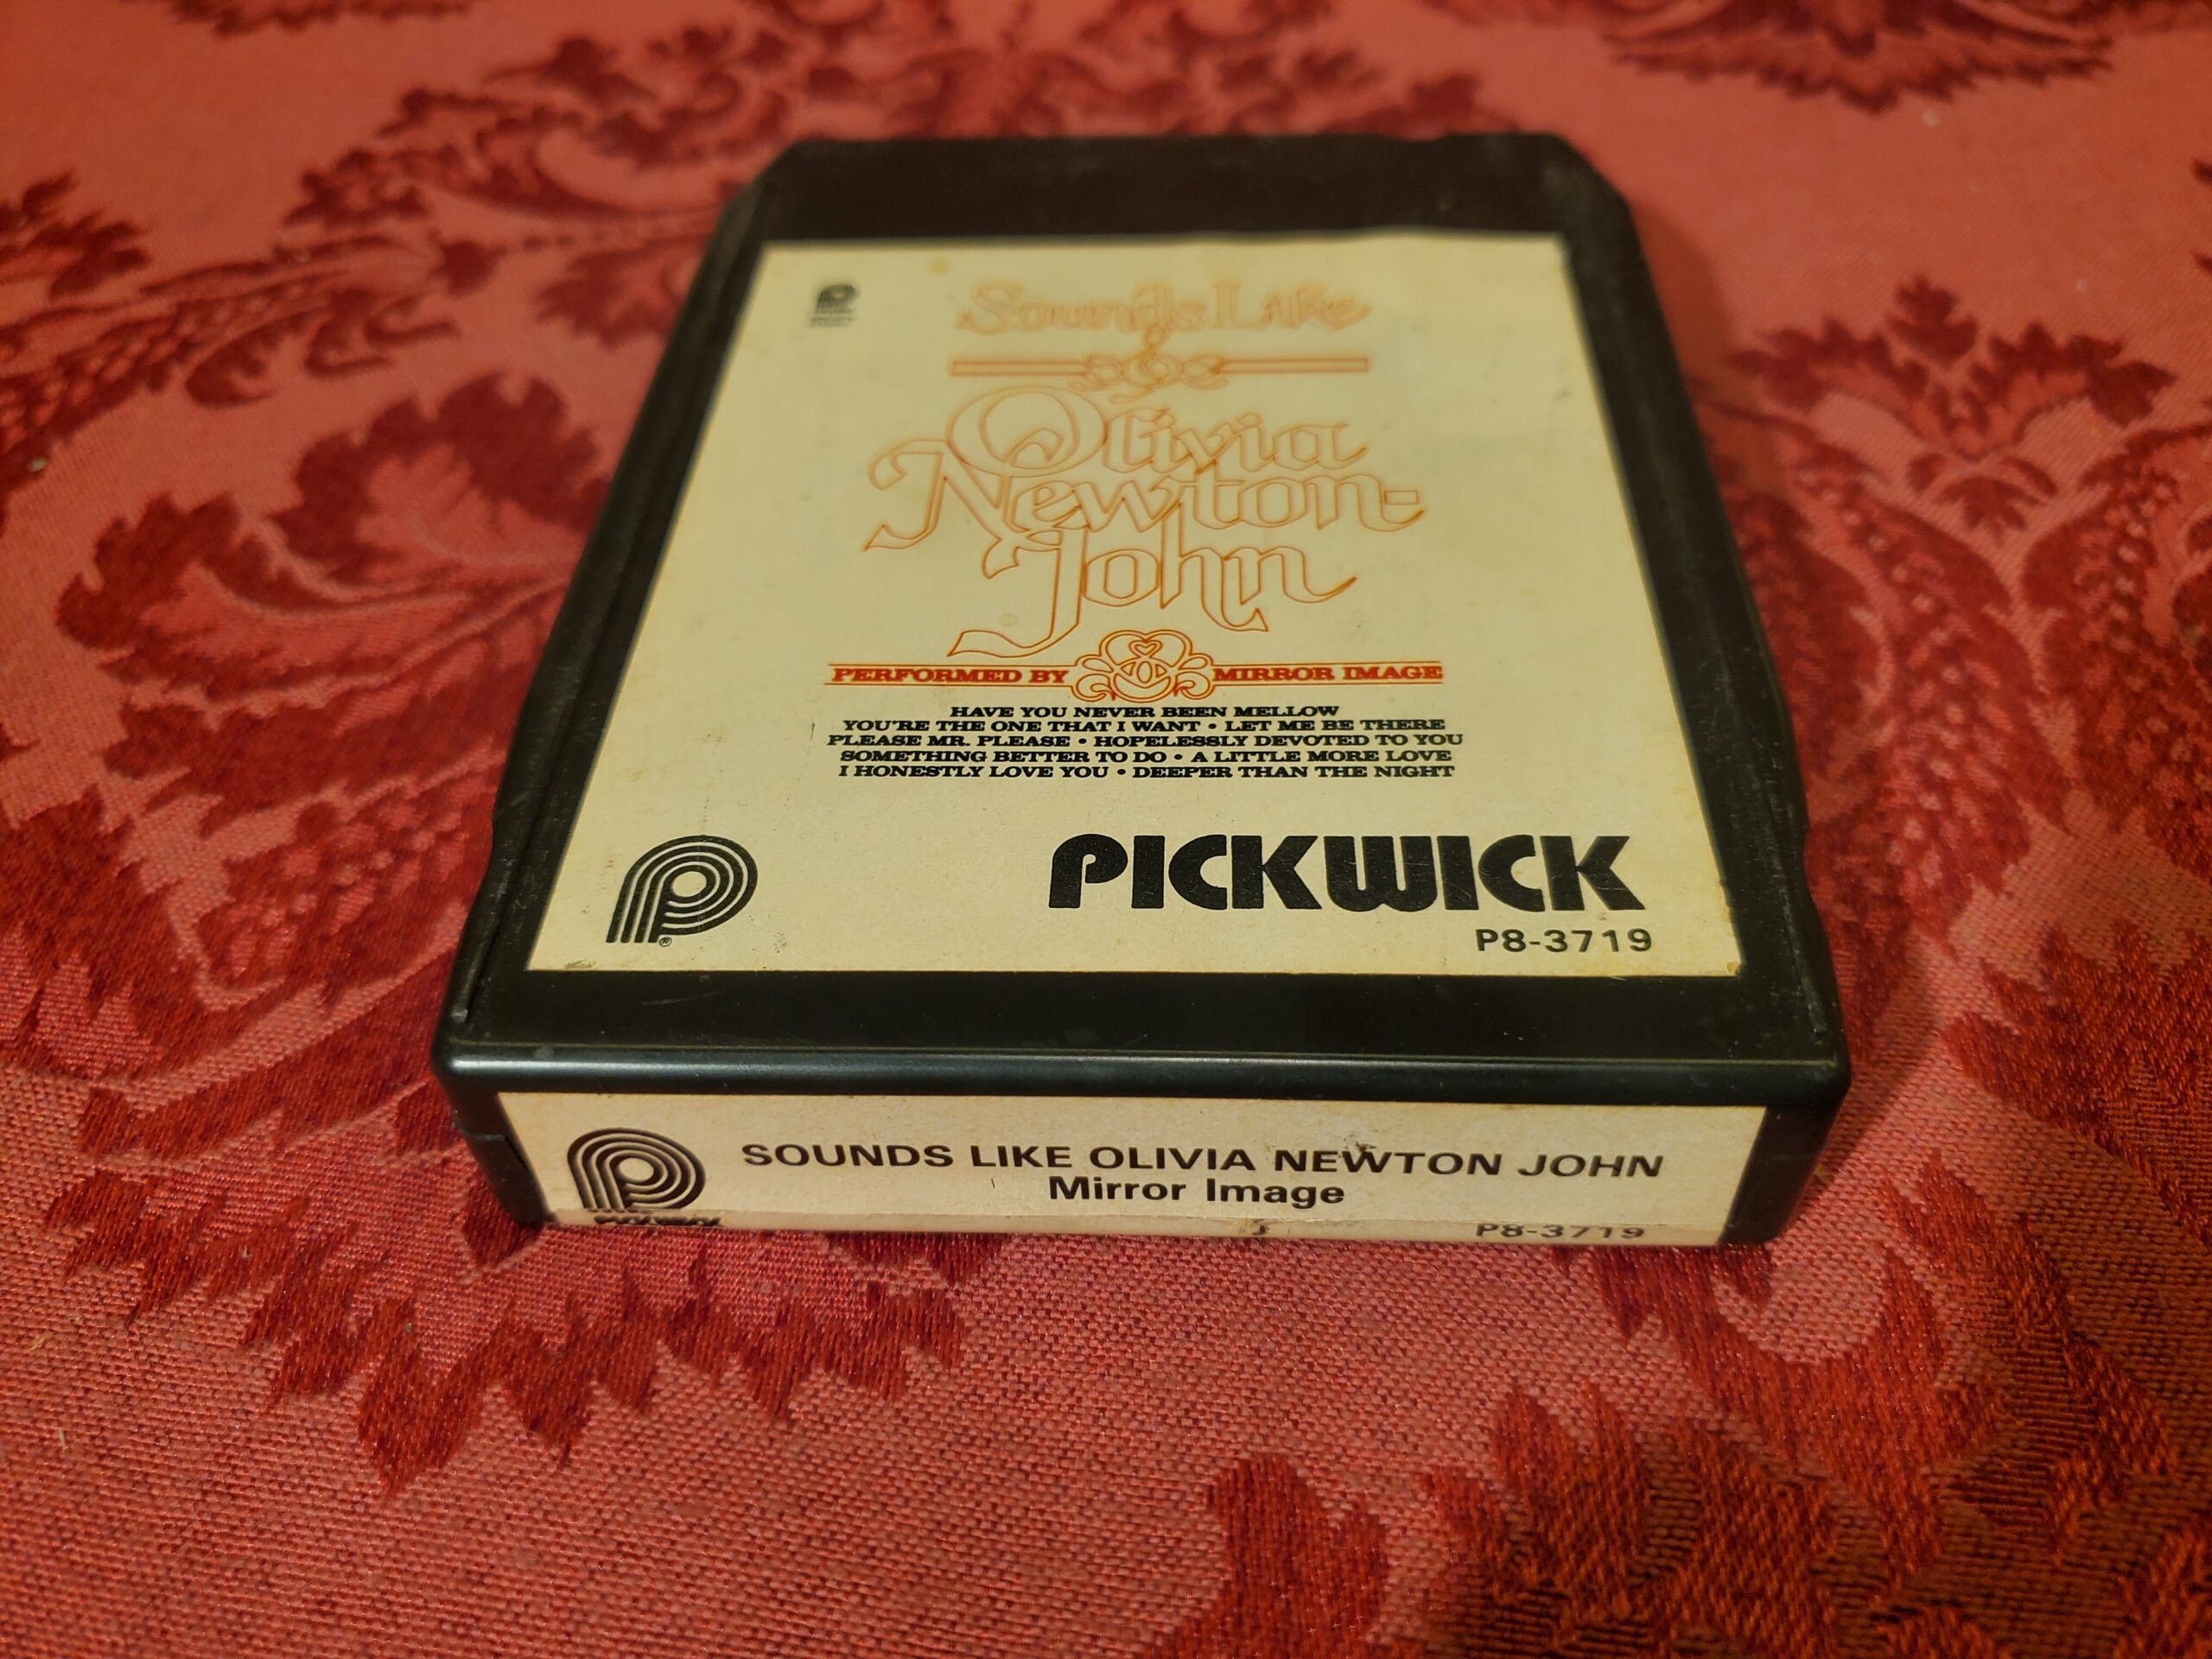 Sounds Like
Olivia
Newton-
John
PERFORMED BY MIRROR IMAGE
HAVE YOU NEVER BEEN MELLOW
YOU'RE THE ONE THAT I WANT • LET ME BE THERE
PLEASE MR. PLEASE • HOPELESSLY DEVOTED TO YOU
SOMETHING BETTER TO DO • A LITTLE MORE LOVE
I HONESTLY LOVE YOU • DEEPER THAN THE NIGHT
P® PICKWICK
P8-3719
SOUNDS LIKE OLIVIA NEWTON JOHN
Mirror Image
PICKWICK P8-3719